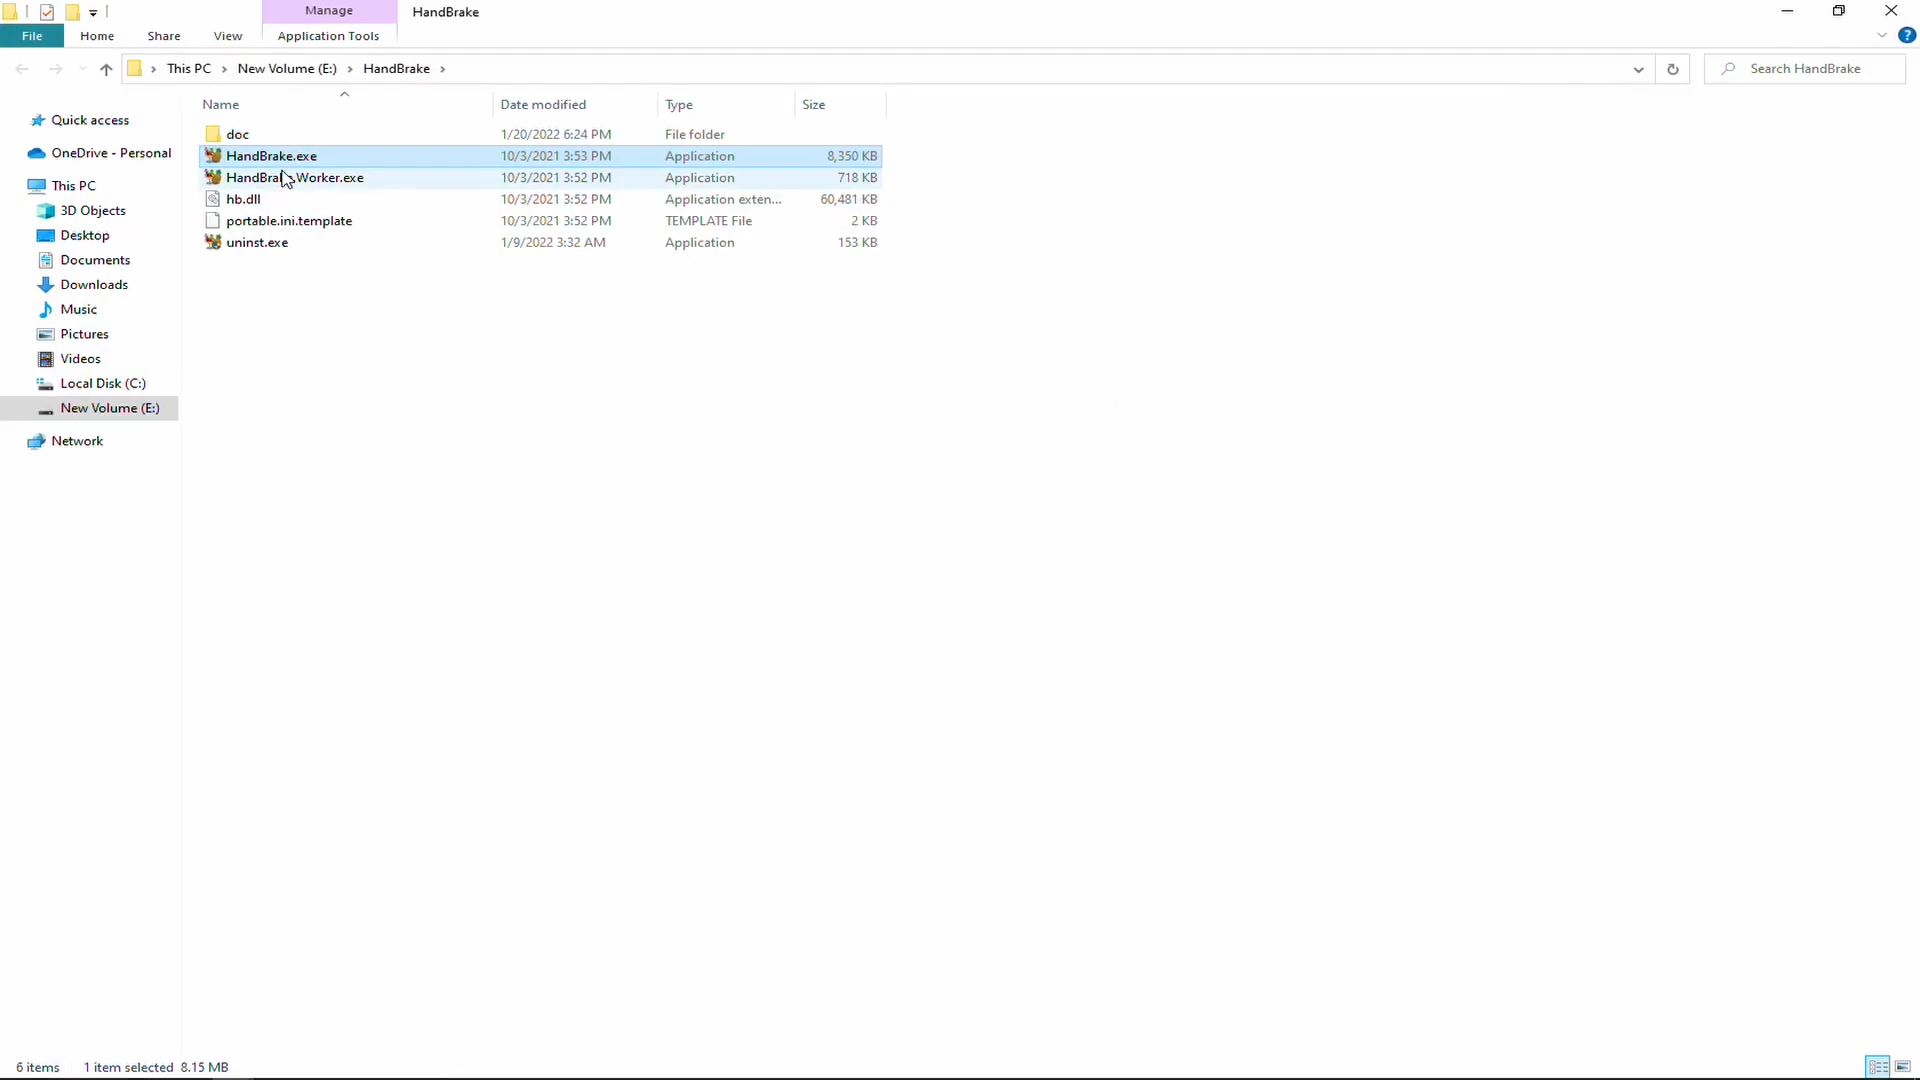 Manage
HandBrake
File
Home
Share
View
Application Tools
This PC
New Volume (E:)
HandBrake
Search HandBrake
Name
Date modified
Type
Size
doc
1/20/2022 6:24 PM
File folder
HandBrake.exe
10/3/2021 3:53 PM
Application
8,350 KB
HandBrake.Worker.exe
10/3/2021 3:52 PM
Application
718 KB
hb.dll
10/3/2021 3:52 PM
Application exten...
60,481 KB
portable.ini.template
10/3/2021 3:52 PM
TEMPLATE File
2 KB
uninst.exe
1/9/2022 3:32 AM
Application
153 KB
Quick access
OneDrive - Personal
This PC
3D Objects
Desktop
Documents
Downloads
Music
Pictures
Videos
Local Disk (C:)
New Volume (E:)
Network
6 items
1 item selected 8.15 MB